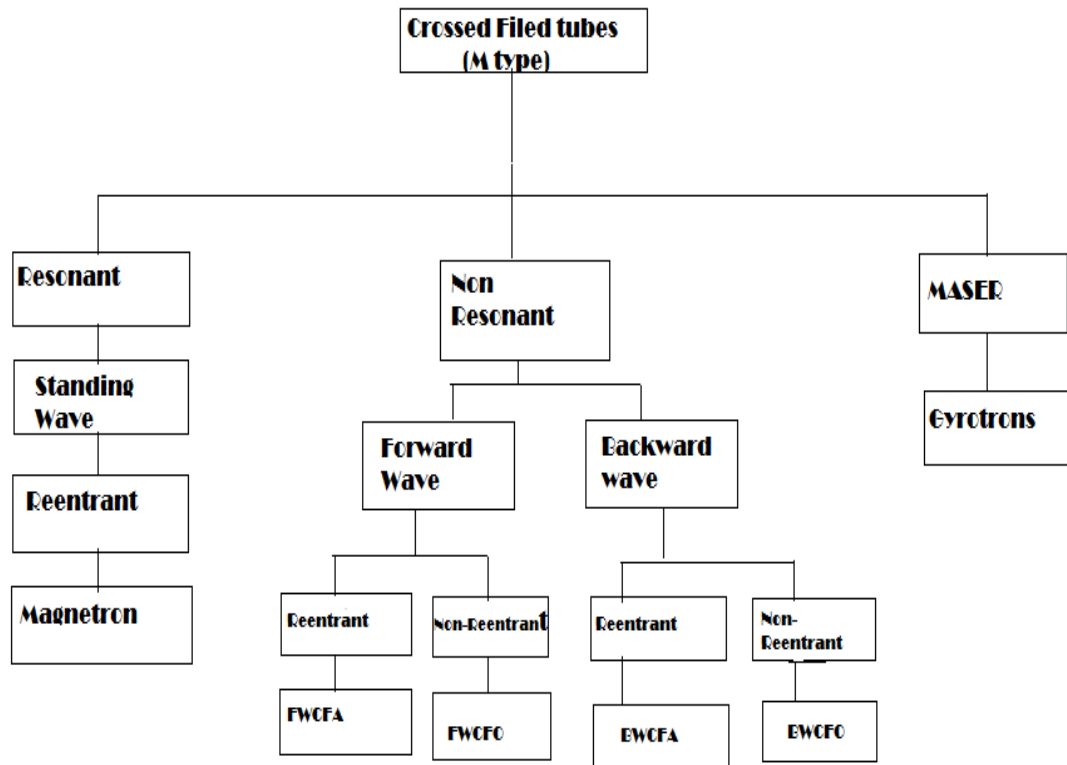 Crossed Filed tubes
(M type)
Resonant
Non
Resonant
MASER
Standing
Wave
Gyrotrons
Forward
Wave
Backward
wave
Reentrant
Magnetron
Reentrant
Non-Reentrant
Reentrant
Non-
Reentrant
FWCFA
FWCFO
BWCFA
BWCFO